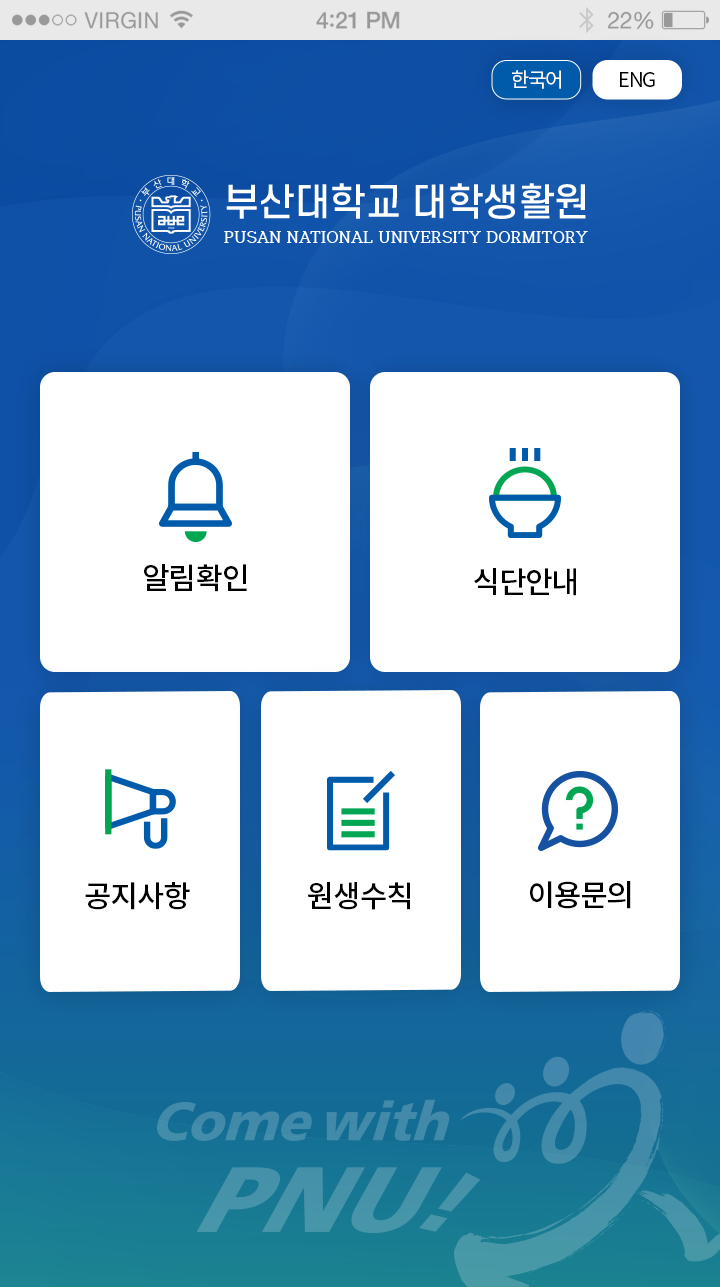 VIRGIN 4:21 PM 22%
한국어 ENG
부산대학교 대학생활원
PUSAN NATIONAL UNIVERSITY DORMITORY
부산대학교
PUSAN NATIONAL UNIVERSITY
알림확인 식단안내
공지사항 원생수칙 이용문의
Come with
PNU!